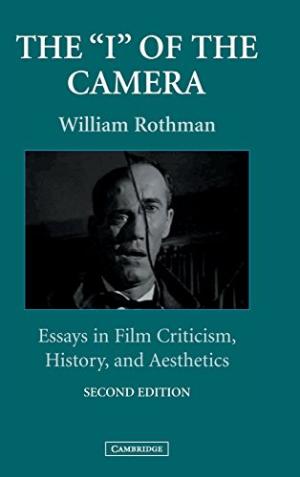 THE “I” OF THE
CAMERA
William Rothman
Essays in Film Criticism,
History, and Aesthetics
SECOND EDITION
CAMBRIDGE